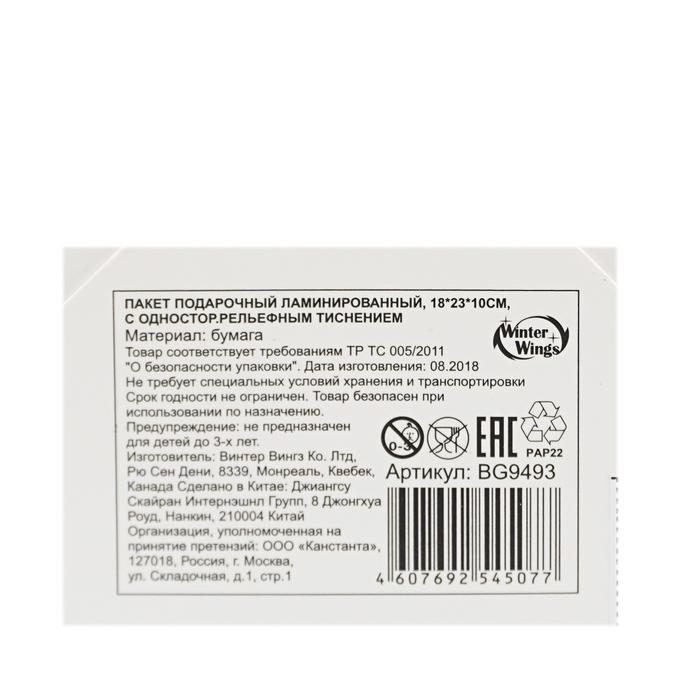 ПАКЕТ ПОДАРОЧНЫЙ ЛАМИНИРОВАННЫЙ, 18*23*10СМ,
С ОДНОСТОР.РЕЛЬЕФНЫМ ТИСНЕНИЕМ
Материал: бумага
Товар соответствует требованиям ТР ТС 005/2011
"О безопасности упаковки". Дата изготовления: 08.2018
Не требует специальных условий хранения и транспортировки
Срок годности не ограничен. Товар безопасен при
использовании по назначению.
Предупреждение: не предназначен
для детей до 3-х лет.
Изготовитель: Винтер Вингз Ко. Лтд,
Рю Сен Дени, 8339, Монреаль, Квебек,
Канада Сделано в Китае: Джиангсу
Скайран Интернэшнл Групп, 8 Джонгхуа
Роуд, Нанкин, 210004 Китай
Организация, уполномоченная на
принятие претензий: ООО «Канстанта»,
127018, Россия, г. Москва,
ул. Складочная, д.1, стр.1
Winter
Wings
0-3
EAC
PAP22
Артикул: BG9493
4 607692 545077